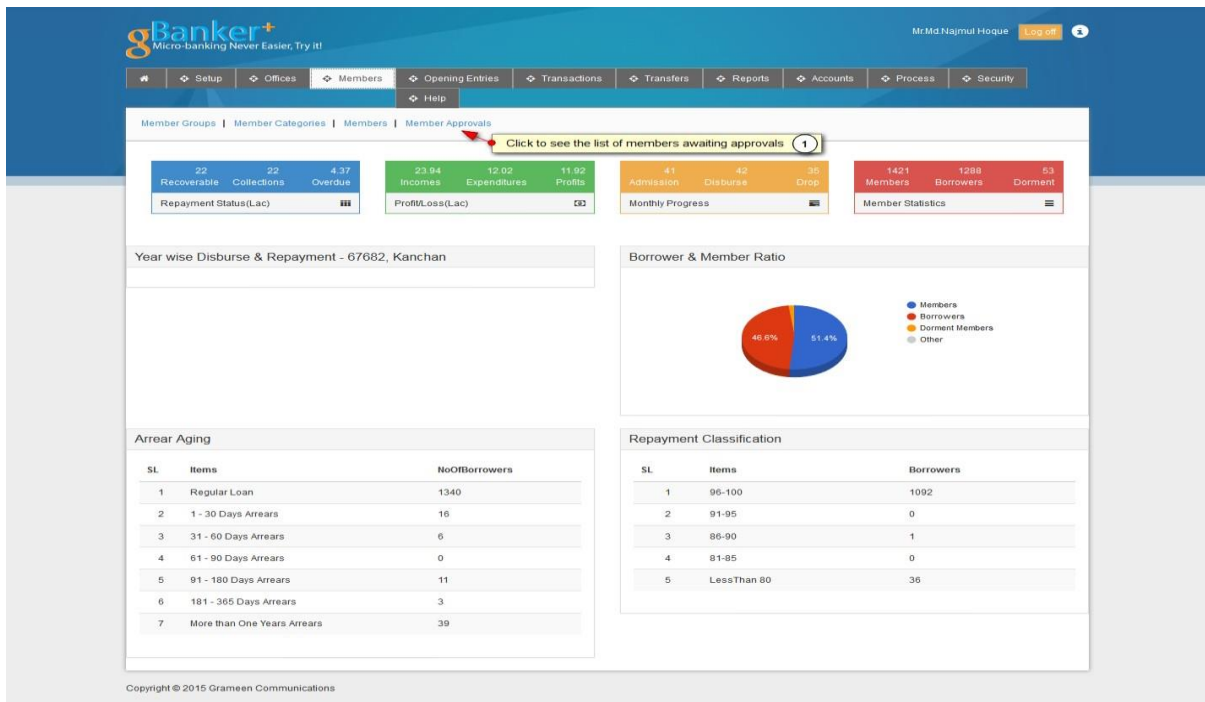 gBanker+
Micro-banking Never Easier, Try it!
Mr.Md.Najmul Hoque Log off
Setup Offices Members Opening Entries Transactions Transfers Reports Accounts Process Security
Help
Member Groups | Member Categories | Members | Member Approvals
Click to see the list of members awaiting approvals 1
22 22 4.37
Recoverable Collections Overdue
Repayment Status(Lac)
23.94 12.02 11.92
Incomes Expenditures Profits
Profit/Loss(Lac)
41 42 35
Admission Disburse Drop
Monthly Progress
1421 1288 53
Members Borrowers Dorment
Member Statistics
Year wise Disburse & Repayment - 67682, Kanchan
Borrower & Member Ratio
46.6% 51.4%
Members
Borrowers
Dorment Members
Other
Arrear Aging
SL Items NoOfBorrowers
1 Regular Loan 1340
2 1 - 30 Days Arrears 16
3 31 - 60 Days Arrears 6
4 61 - 90 Days Arrears 0
5 91 - 180 Days Arrears 11
6 181 - 365 Days Arrears 3
7 More than One Years Arrears 39
Repayment Classification
SL Items Borrowers
1 96-100 1092
2 91-95 0
3 86-90 1
4 81-85 0
5 LessThan 80 36
Copyright © 2015 Grameen Communications